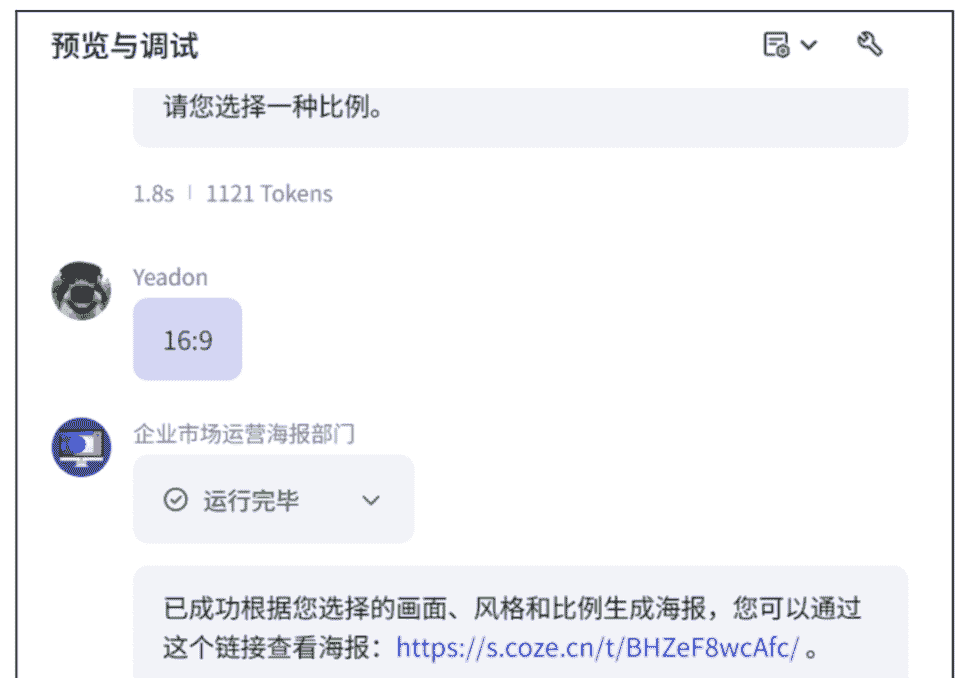 预览与调试
请您选择一种比例。
1.8s | 1121 Tokens
Yeadon
16:9
企业市场运营海报部门
运行完毕
已成功根据您选择的画面、风格和比例生成海报，您可以通过
这个链接查看海报：https://s.coze.cn/t/BHZeF8wcAfc/ 。